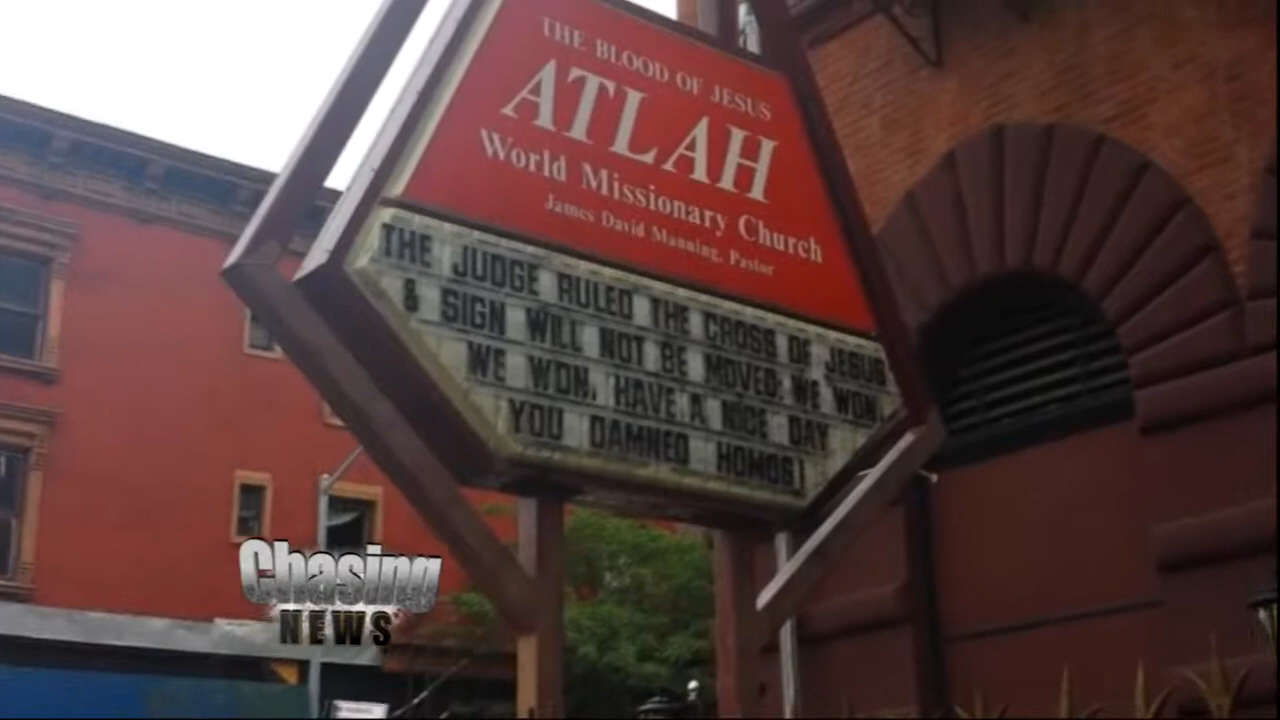 THE BLOOD OF JESUS
ATLAH
World Missionary Church
James David Manning, Pastor
THE JUDGE RULED THE CROSS OF JESUS
& SIGN WILL NOT BE MOVED; WE WON,
WE WON, HAVE A NICE DAY
YOU DAMNED HOMOS!
Chasing
NEWS